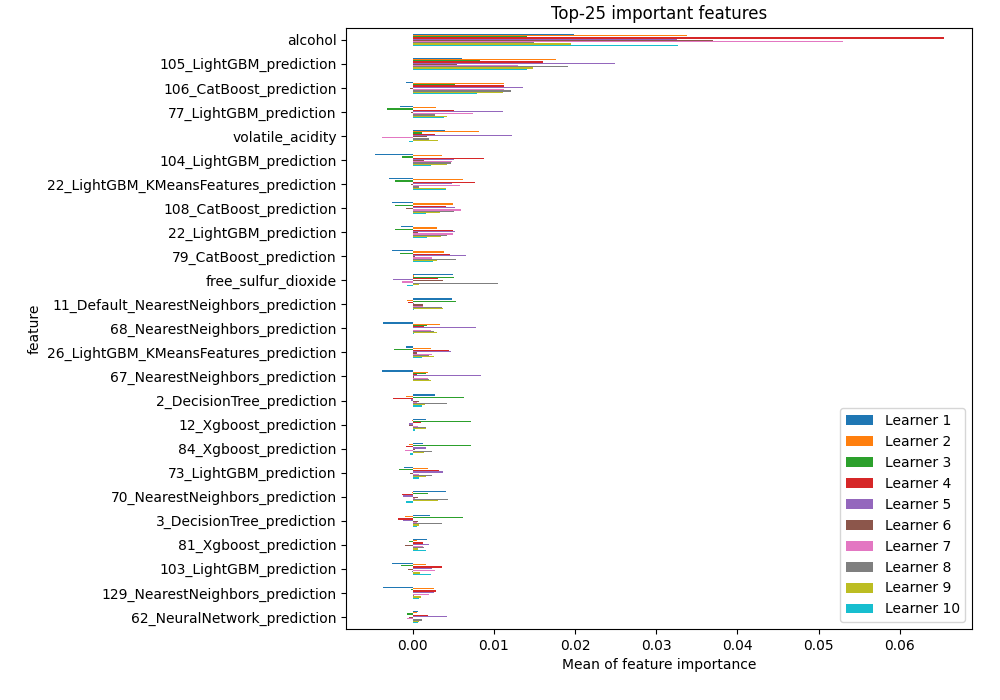 Top-25 important features
feature
alcohol
105_LightGBM_prediction
106_CatBoost_prediction
77_LightGBM_prediction
volatile_acidity
104_LightGBM_prediction
22_LightGBM_KMeansFeatures_prediction
108_CatBoost_prediction
22_LightGBM_prediction
79_CatBoost_prediction
free_sulfur_dioxide
11_Default_NearestNeighbors_prediction
68_NearestNeighbors_prediction
26_LightGBM_KMeansFeatures_prediction
67_NearestNeighbors_prediction
2_DecisionTree_prediction
12_Xgboost_prediction
84_Xgboost_prediction
73_LightGBM_prediction
70_NearestNeighbors_prediction
3_DecisionTree_prediction
81_Xgboost_prediction
103_LightGBM_prediction
129_NearestNeighbors_prediction
62_NeuralNetwork_prediction
Learner 1
Learner 2
Learner 3
Learner 4
Learner 5
Learner 6
Learner 7
Learner 8
Learner 9
Learner 10
0.00 0.01 0.02 0.03 0.04 0.05 0.06
Mean of feature importance